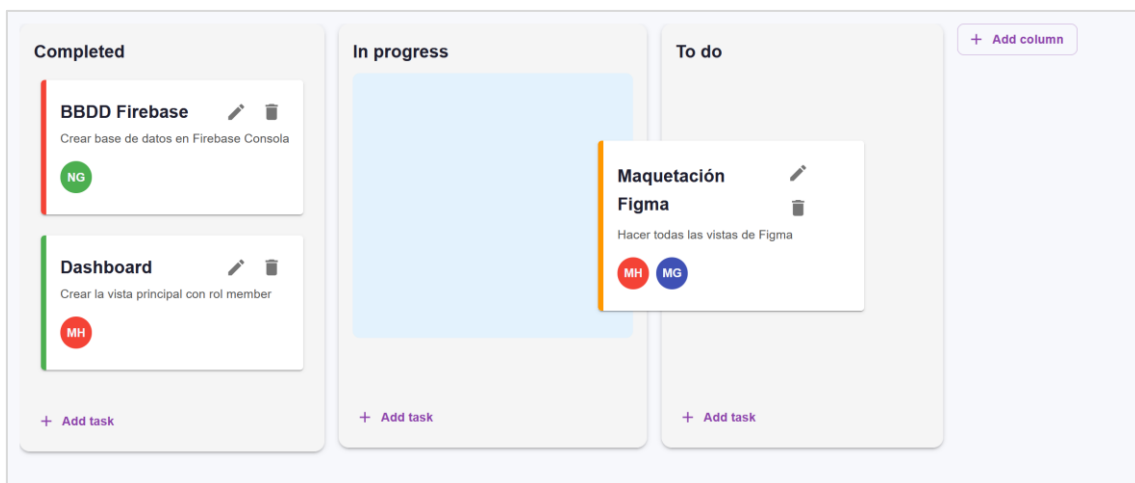 Completed
BBDD Firebase
Crear base de datos en Firebase Consola
NG
Dashboard
Crear la vista principal con rol member
MH
+ Add task
In progress
+ Add task
To do
Maquetación
Figma
Hacer todas las vistas de Figma
MH MG
+ Add task
+ Add column